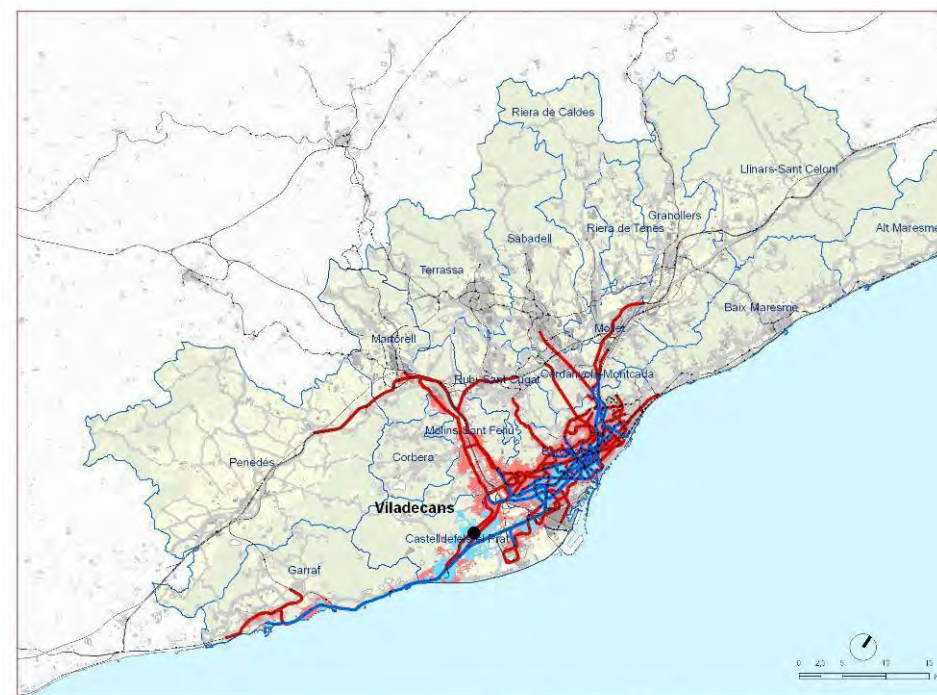 Riera de Caldes
Llinars-Sant Celoni
Granollers
Riera de Tenes
Alt Maresme
Sabadell
Terrassa
Baix Maresme
Mollet
Martorell
Cerdanyola-Montcada
Rubí-Sant Cugat
Molins-Sant Feliu
Corbera
Penedès
Viladecans
Castelldefels-el Prat
Garraf
0 2,5 5 10 15